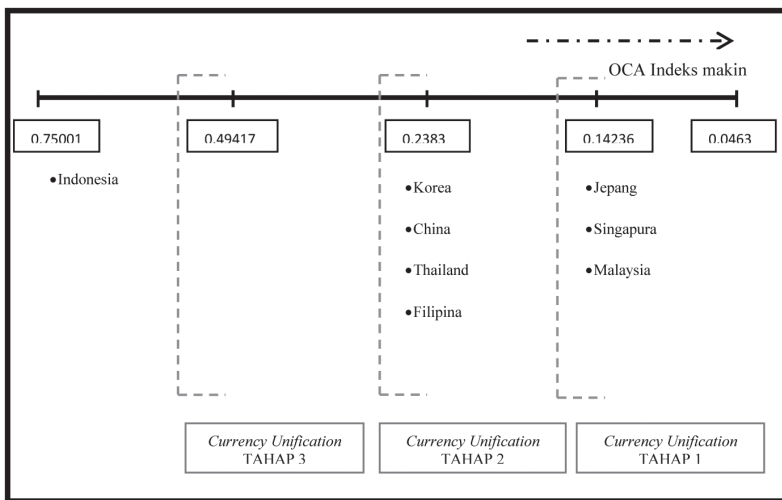 OCA Indeks makin
0.75001
0.49417
0.2383
0.14236
0.0463
•Indonesia
•Korea
•China
•Thailand
•Filipina
•Jepang
•Singapura
•Malaysia
Currency Unification
TAHAP 3
Currency Unification
TAHAP 2
Currency Unification
TAHAP 1